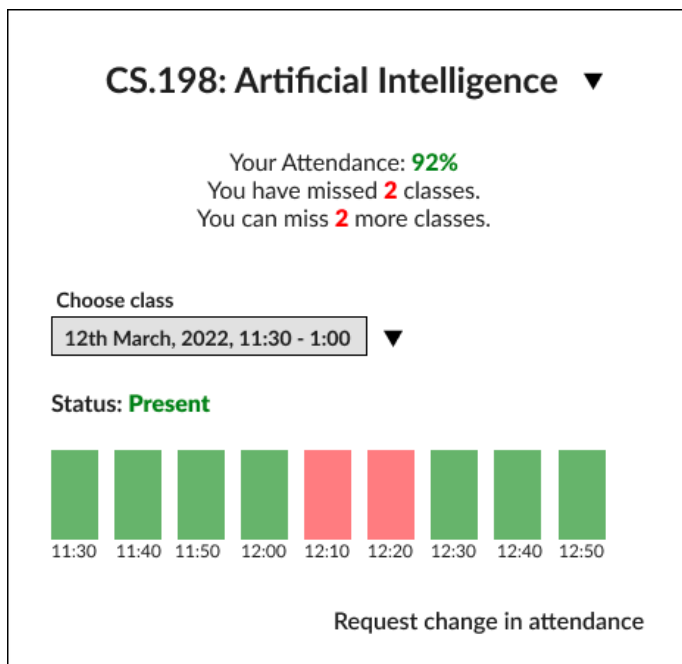 CS.198: Artificial Intelligence
Your Attendance: 92%
You have missed 2 classes.
You can miss 2 more classes.
Choose class
12th March, 2022, 11:30 - 1:00
Status: Present
11:30 11:40 11:50 12:00 12:10 12:20 12:30 12:40 12:50
Request change in attendance